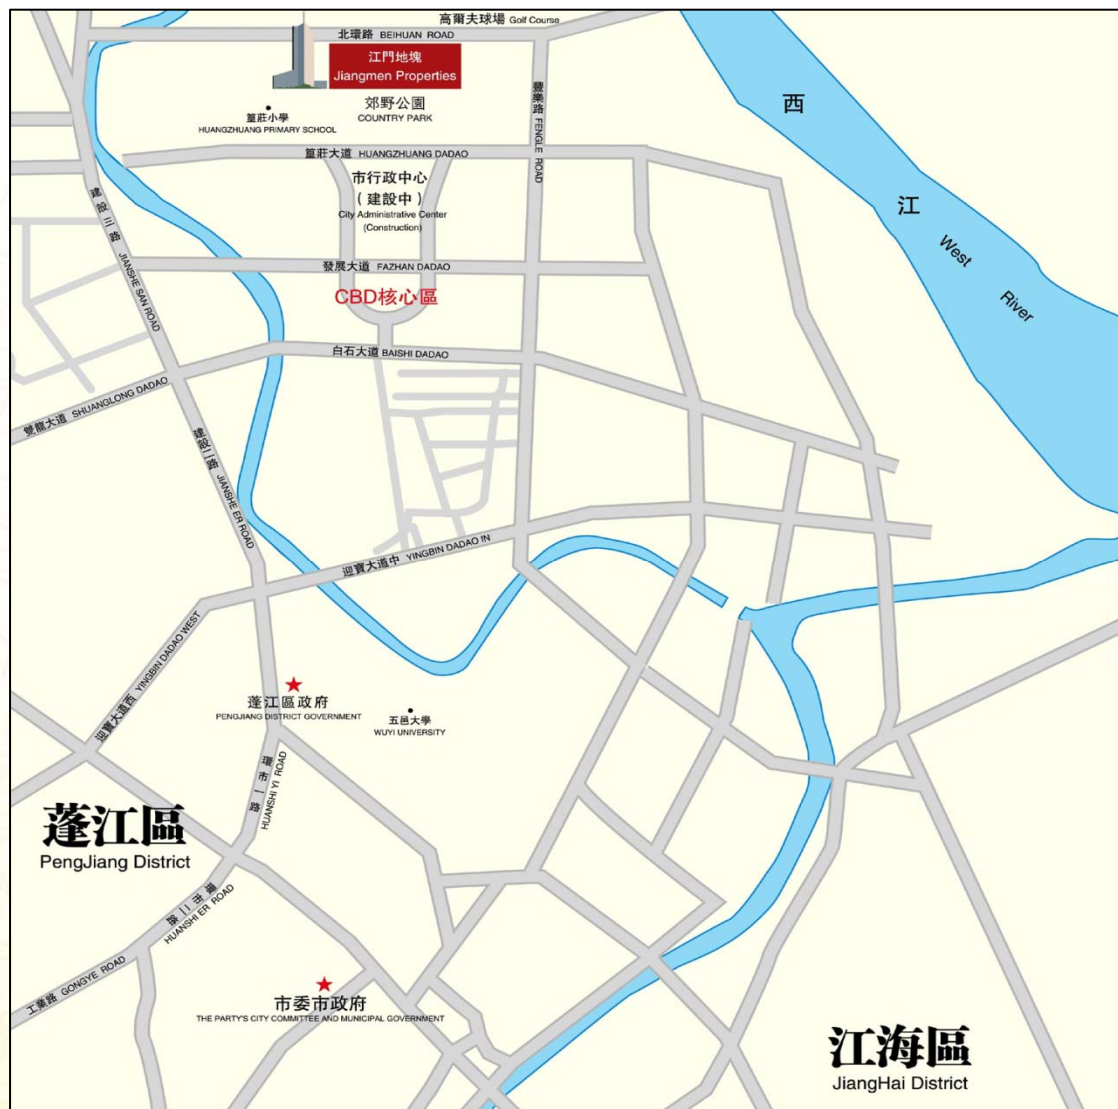 高爾夫球場 Golf Course
北環路 BEIHUAN ROAD
江門地塊
Jiangmen Properties
郊野公園
COUNTRY PARK
篁莊小學
HUANGZHUANG PRIMARY SCHOOL
豐樂路 FENGLE ROAD
西江
West River
篁莊大道 HUANGZHUANG DADAO
市行政中心
(建設中)
City Administrative Center
(Construction)
建設三路 JIANSHE SAN ROAD
發展大道 FAZHAN DADAO
CBD核心區
白石大道 BAISHI DADAO
雙龍大道 SHUANGLONG DADAO
建設二路 JIANSHE ER ROAD
迎賓大道中 YINGBIN DADAO IN
迎賓大道西 YINGBIN DADAO WEST
蓬江區政府
PENGJIANG DISTRICT GOVERNMENT
五邑大學
WUYI UNIVERSITY
環市一路
HUANSHI YI ROAD
蓬江區
PengJiang District
環市二路
HUANSHI ER ROAD
工業路 GONGYE ROAD
市委市政府
THE PARTY'S CITY COMMITTEE AND MUNICIPAL GOVERNMENT
江海區
JiangHai District